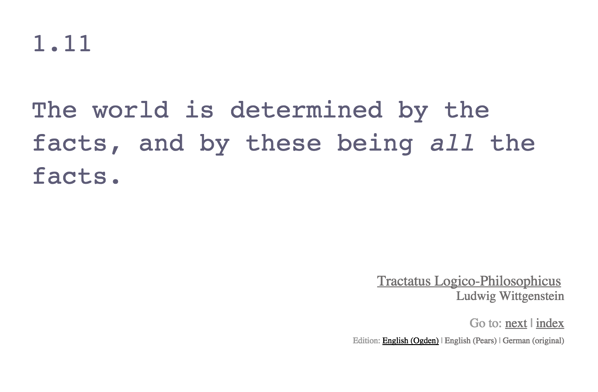 1.11
The world is determined by the
facts, and by these being all the
facts.
Tractatus Logico-Philosophicus
Ludwig Wittgenstein
Go to: next | index
Edition: English (Ogden) | English (Pears) | German (original)